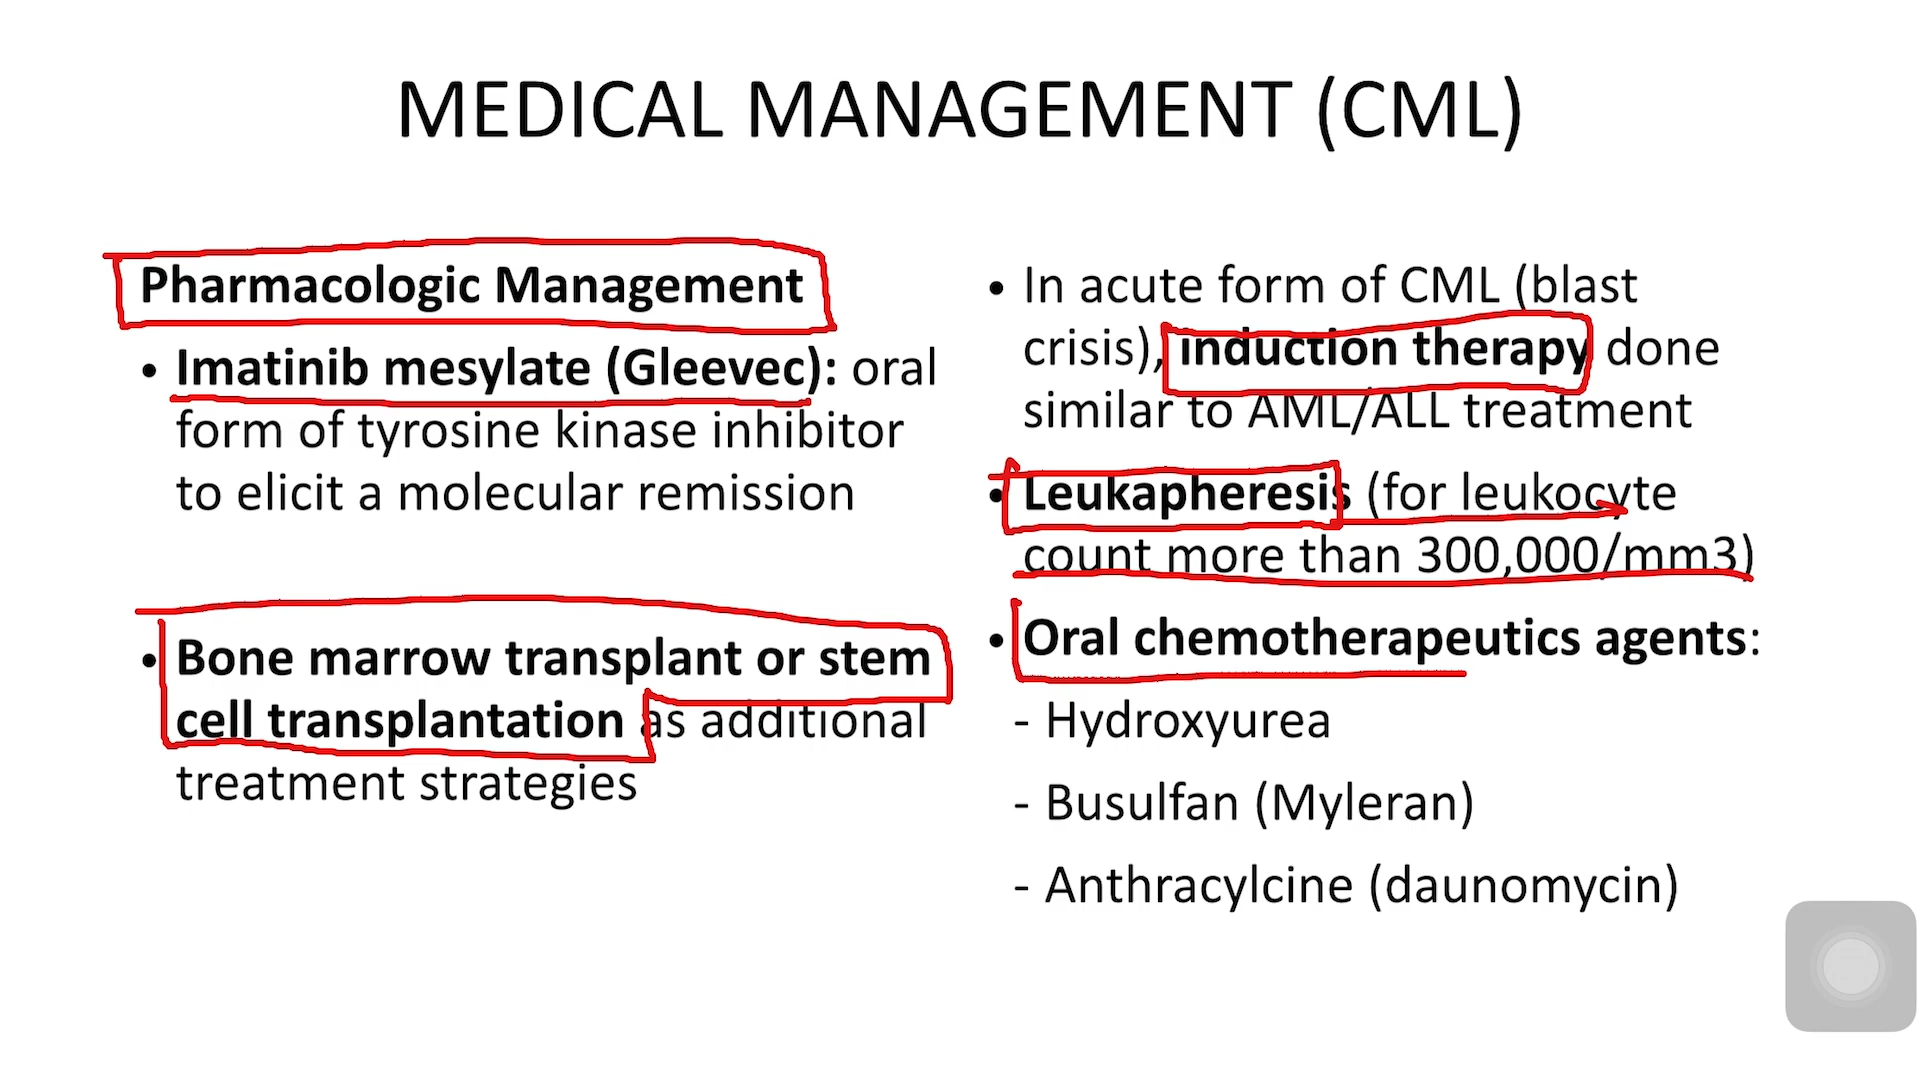 MEDICAL MANAGEMENT (CML)
Pharmacologic Management
• Imatinib mesylate (Gleevec): oral
form of tyrosine kinase inhibitor
to elicit a molecular remission
• Bone marrow transplant or stem
cell transplantation as additional
treatment strategies
• In acute form of CML (blast
crisis), induction therapy done
similar to AML/ALL treatment
• Leukapheresis (for leukocyte
count more than 300,000/mm3)
• Oral chemotherapeutics agents:
- Hydroxyurea
- Busulfan (Myleran)
- Anthracylcine (daunomycin)